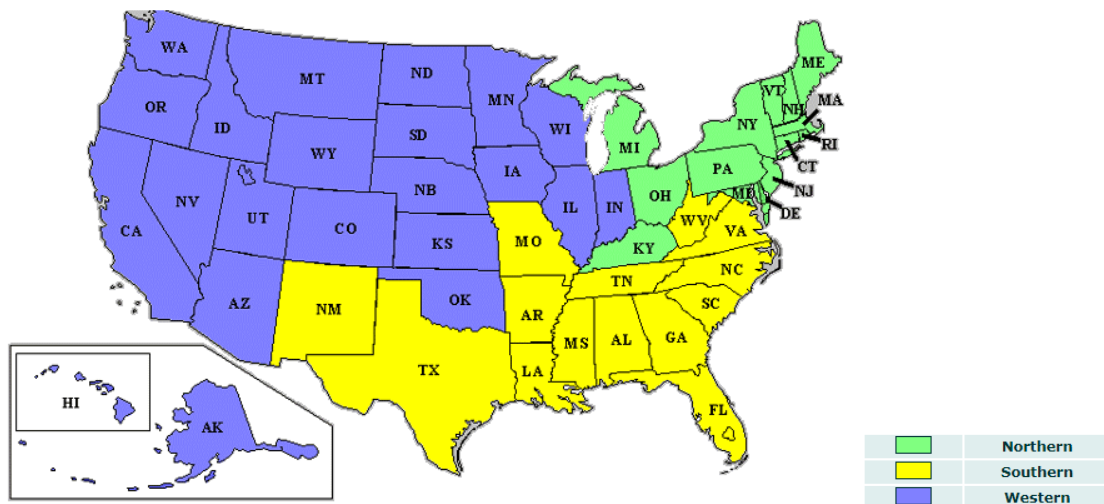 WA
MT
ND
MN
ME
VT
NH
MA
OR
ID
SD
WI
NY
RI
WY
MI
CT
IA
PA
NJ
NB
OH
MD
DE
NV
UT
CO
IL
IN
WV
VA
CA
KS
MO
KY
NC
TN
AZ
NM
OK
AR
SC
MS
AL
GA
TX
LA
HI
AK
FL
Northern
Southern
Western